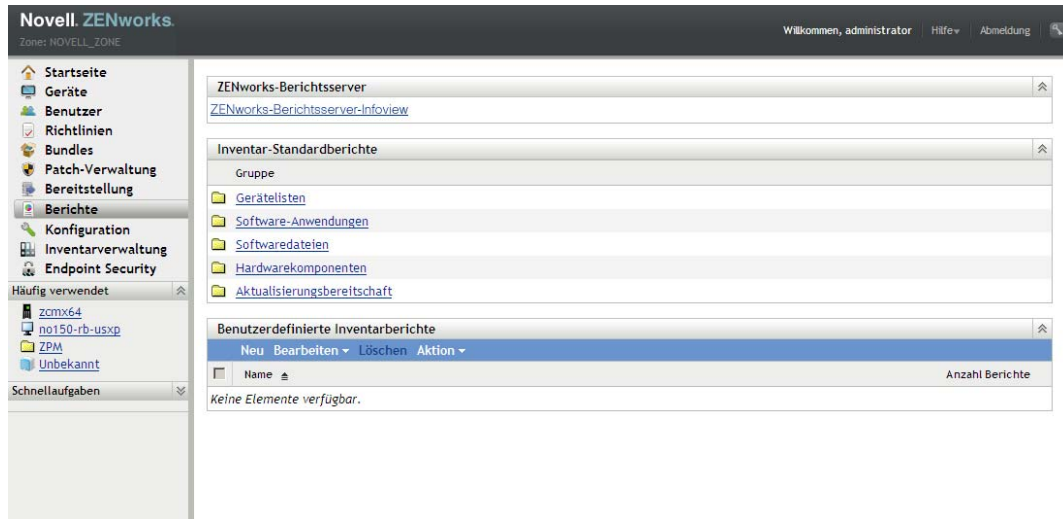 Novell. ZENworks.
Zone: NOVELL_ZONE
Willkommen, administrator
Hilfe
Abmeldung
Startseite
Geräte
Benutzer
Richtlinien
Bundles
Patch-Verwaltung
Bereitstellung
Berichte
Konfiguration
Inventarverwaltung
Endpoint Security
Häufig verwendet
zcmx64
no150-rb-usxp
ZPM
Unbekannt
Schnellaufgaben
ZENworks-Berichtsserver
ZENworks-Berichtsserver-Infoview
Inventar-Standardberichte
Gruppe
Gerätelisten
Software-Anwendungen
Softwaredateien
Hardwarekomponenten
Aktualisierungsbereitschaft
Benutzerdefinierte Inventarberichte
Neu Bearbeiten Löschen Aktion
Name Anzahl Berichte
Keine Elemente verfügbar.